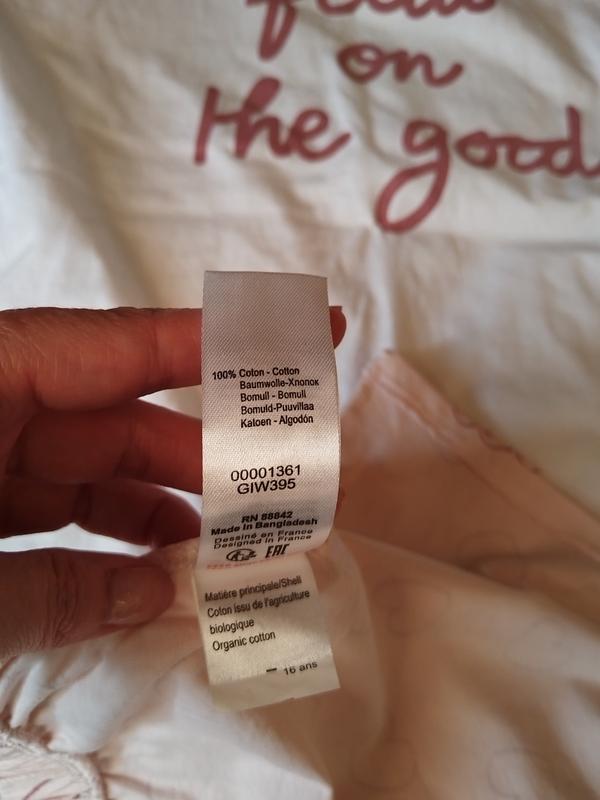 on
the good
100% Coton - Cotton
Baumwolle-Хлопок
Bomull - Bomull
Bomuld-Puuvillaa
Katoen - Algodón
00001361
GIW395
RN 88842
Made in Bangladesh
Dessiné en France
Designed in France
EAC
Matière principale/Shell
Coton issu de l'agriculture
biologique
Organic cotton
16 ans